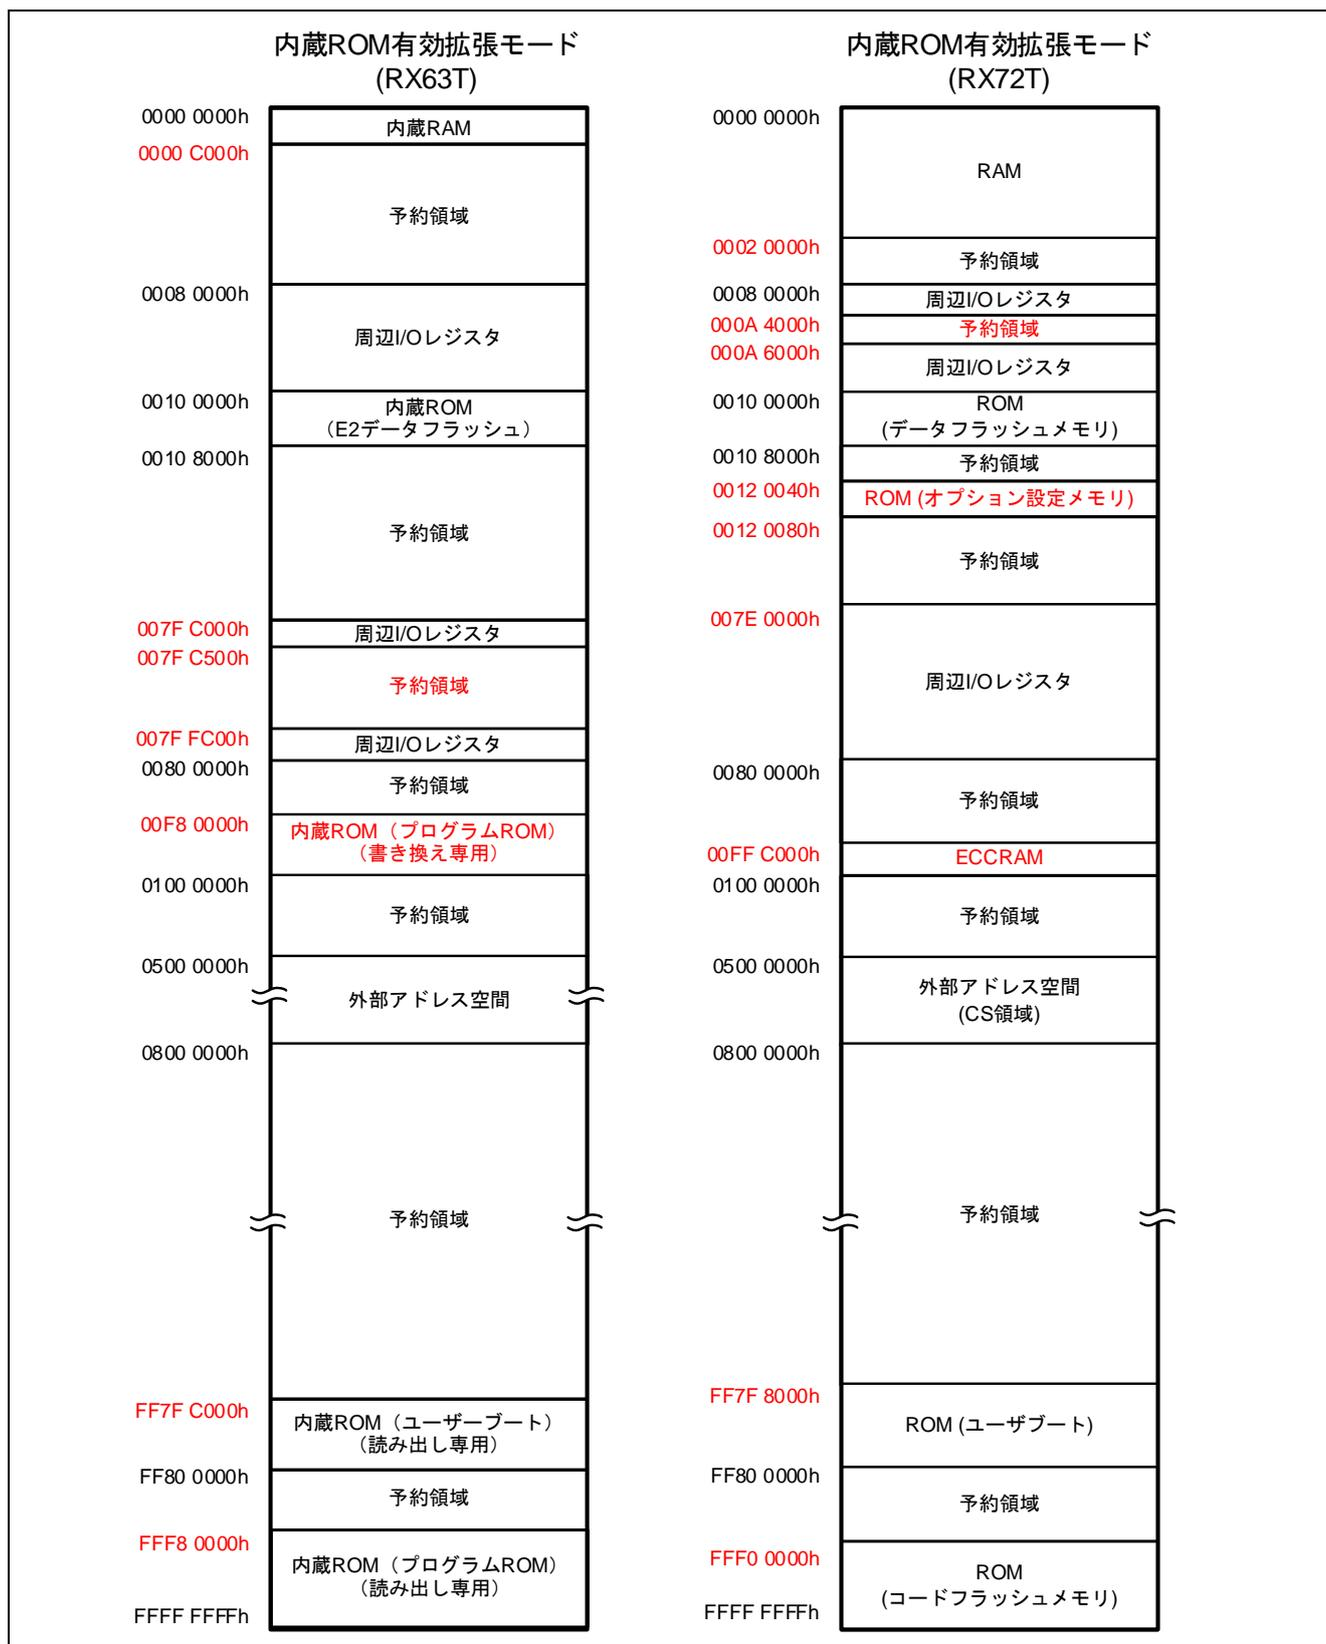 内蔵ROM有効拡張モード
(RX63T)
0000 0000h
内蔵RAM
0000 C000h
予約領域
0008 0000h
周辺I/Oレジスタ
0010 0000h
内蔵ROM
（E2データフラッシュ）
0010 8000h
予約領域
007F C000h
周辺I/Oレジスタ
007F C500h
予約領域
007F FC00h
周辺I/Oレジスタ
0080 0000h
予約領域
00F8 0000h
内蔵ROM（プログラムROM）
（書き換え専用）
0100 0000h
予約領域
0500 0000h
外部アドレス空間
0800 0000h
予約領域
FF7F C000h
内蔵ROM（ユーザーブート）
（読み出し専用）
FF80 0000h
予約領域
FFF8 0000h
内蔵ROM（プログラムROM）
（読み出し専用）
FFFF FFFFh
内蔵ROM有効拡張モード
(RX72T)
0000 0000h
RAM
0002 0000h
予約領域
0008 0000h
周辺I/Oレジスタ
000A 4000h
予約領域
000A 6000h
周辺I/Oレジスタ
0010 0000h
ROM
(データフラッシュメモリ)
0010 8000h
予約領域
0012 0040h
ROM (オプション設定メモリ)
0012 0080h
予約領域
007E 0000h
周辺I/Oレジスタ
0080 0000h
予約領域
00FF C000h
ECCRAM
0100 0000h
予約領域
0500 0000h
外部アドレス空間
(CS領域)
0800 0000h
予約領域
FF7F 8000h
ROM (ユーザブート)
FF80 0000h
予約領域
FFF0 0000h
ROM
(コードフラッシュメモリ)
FFFF FFFFh